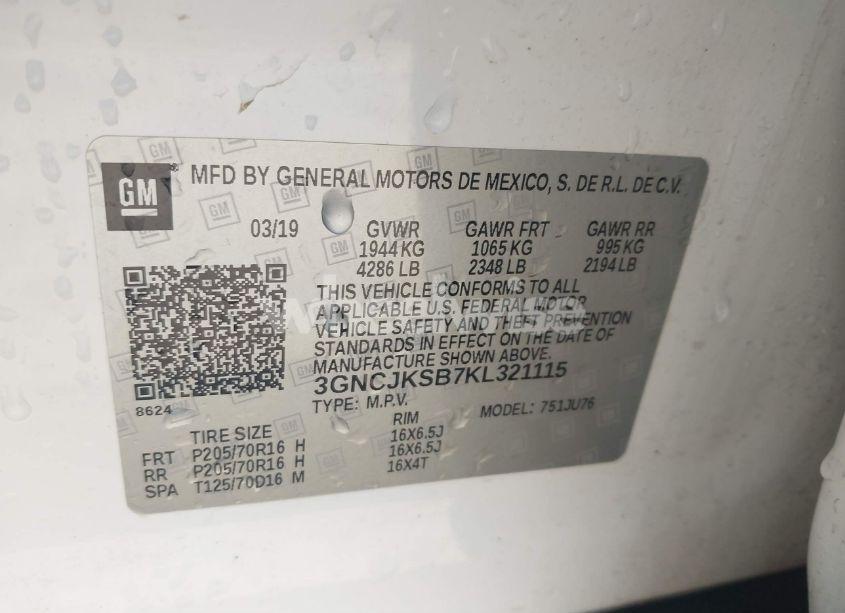 GM MFD BY GENERAL MOTORS DE MEXICO, S. DE R.L. DE C.V.
03/19 GVWR GAWR FRT GAWR RR
1944 KG 1065 KG 995 KG
4286 LB 2348 LB 2194 LB
THIS VEHICLE CONFORMS TO ALL
APPLICABLE U.S. FEDERAL MOTOR
VEHICLE SAFETY AND THEFT PREVENTION
STANDARDS IN EFFECT ON THE DATE OF
MANUFACTURE SHOWN ABOVE.
3GNCJKSB7KL321115
8624
TYPE: M.P.V. MODEL: 751JU76
TIRE SIZE RIM
FRT P205/70R16 H 16X6.5J
RR P205/70R16 H 16X6.5J
SPA T125/70D16 M 16X4T